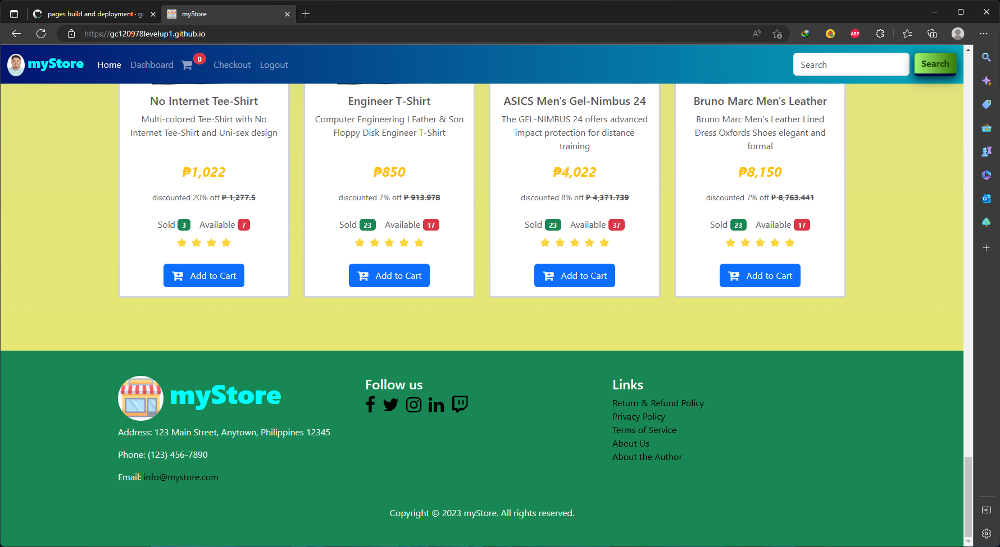 pages build and deployment · gc
myStore
https://gc120978levelup1.github.io
ABP
myStore
Home
Dashboard
0
Checkout
Logout
Search
Search
No Internet Tee-Shirt
Multi-colored Tee-Shirt with No
Internet Tee-Shirt and Uni-sex design
₱1,022
discounted 20% off ₱ 1,277.5
Sold 3 Available 7
Add to Cart
Engineer T-Shirt
Computer Engineering I Father & Son
Floppy Disk Engineer T-Shirt
₱850
discounted 7% off ₱ 913.978
Sold 23 Available 17
Add to Cart
ASICS Men's Gel-Nimbus 24
The GEL-NIMBUS 24 offers advanced
impact protection for distance
training
₱4,022
discounted 8% off ₱ 4,371.739
Sold 23 Available 37
Add to Cart
Bruno Marc Men's Leather
Bruno Marc Men's Leather Lined
Dress Oxfords Shoes elegant and
formal
₱8,150
discounted 7% off ₱ 8,763.441
Sold 23 Available 17
Add to Cart
myStore
Address: 123 Main Street, Anytown, Philippines 12345
Phone: (123) 456-7890
Email: info@mystore.com
Follow us
Links
Return & Refund Policy
Privacy Policy
Terms of Service
About Us
About the Author
Copyright © 2023 myStore. All rights reserved.